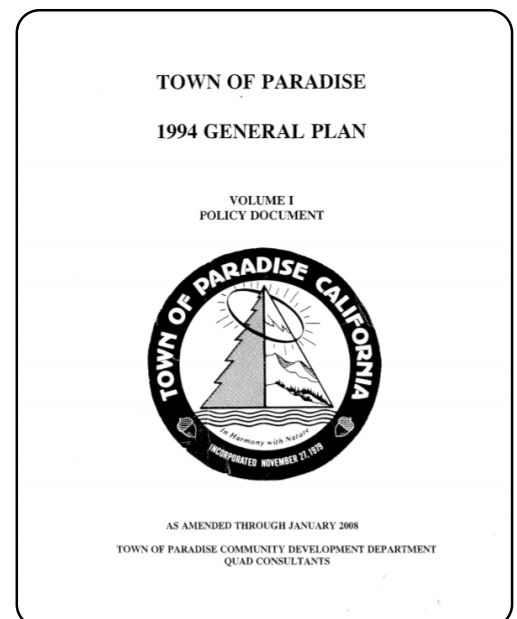 TOWN OF PARADISE
1994 GENERAL PLAN
VOLUME I
POLICY DOCUMENT
TOWN OF PARADISE CALIFORNIA
In Harmony with Nature
INCORPORATED NOVEMBER 27, 1979
AS AMENDED THROUGH JANUARY 2008
TOWN OF PARADISE COMMUNITY DEVELOPMENT DEPARTMENT
QUAD CONSULTANTS